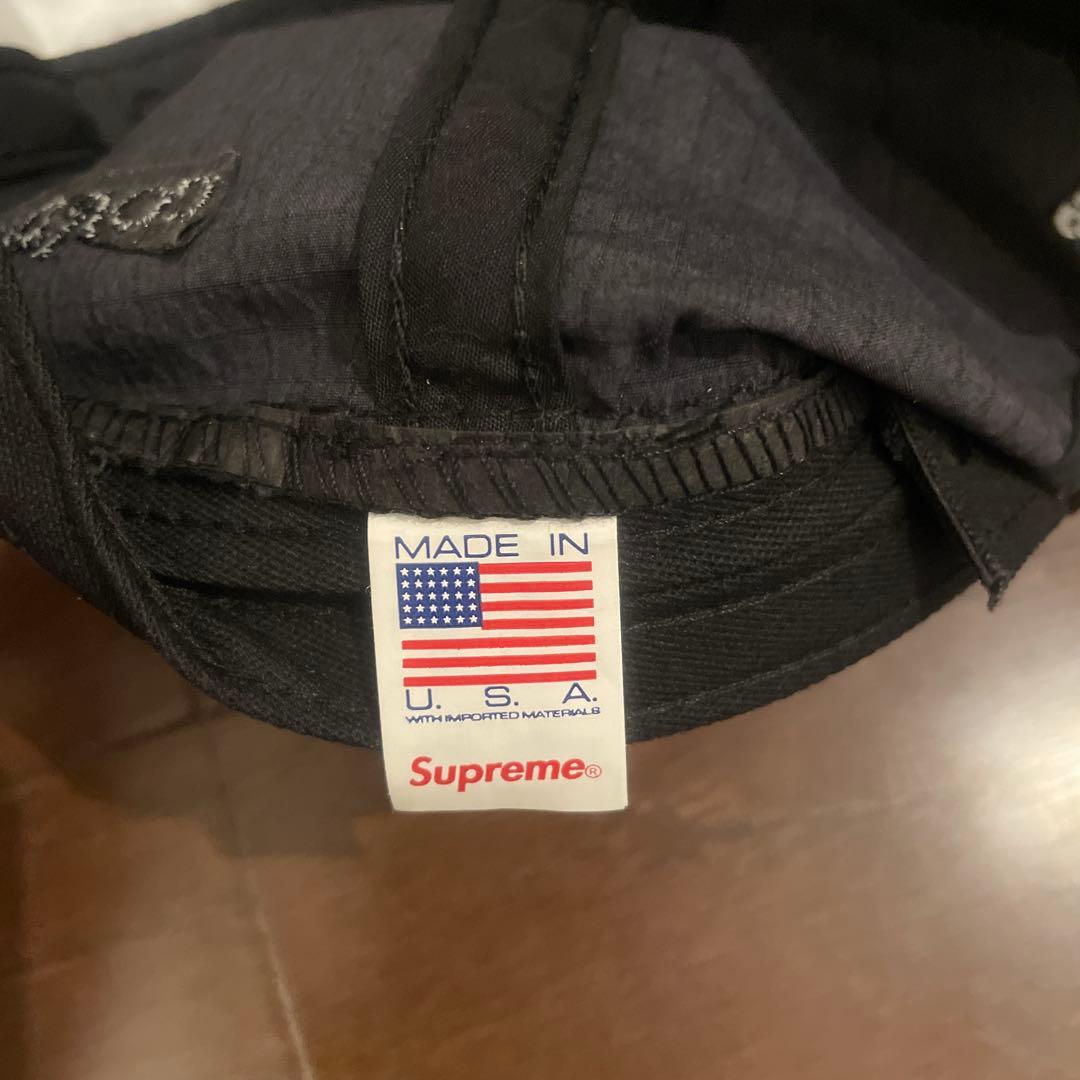 MADE IN
U. S. A.
WITH IMPORTED MATERIALS
Supreme®